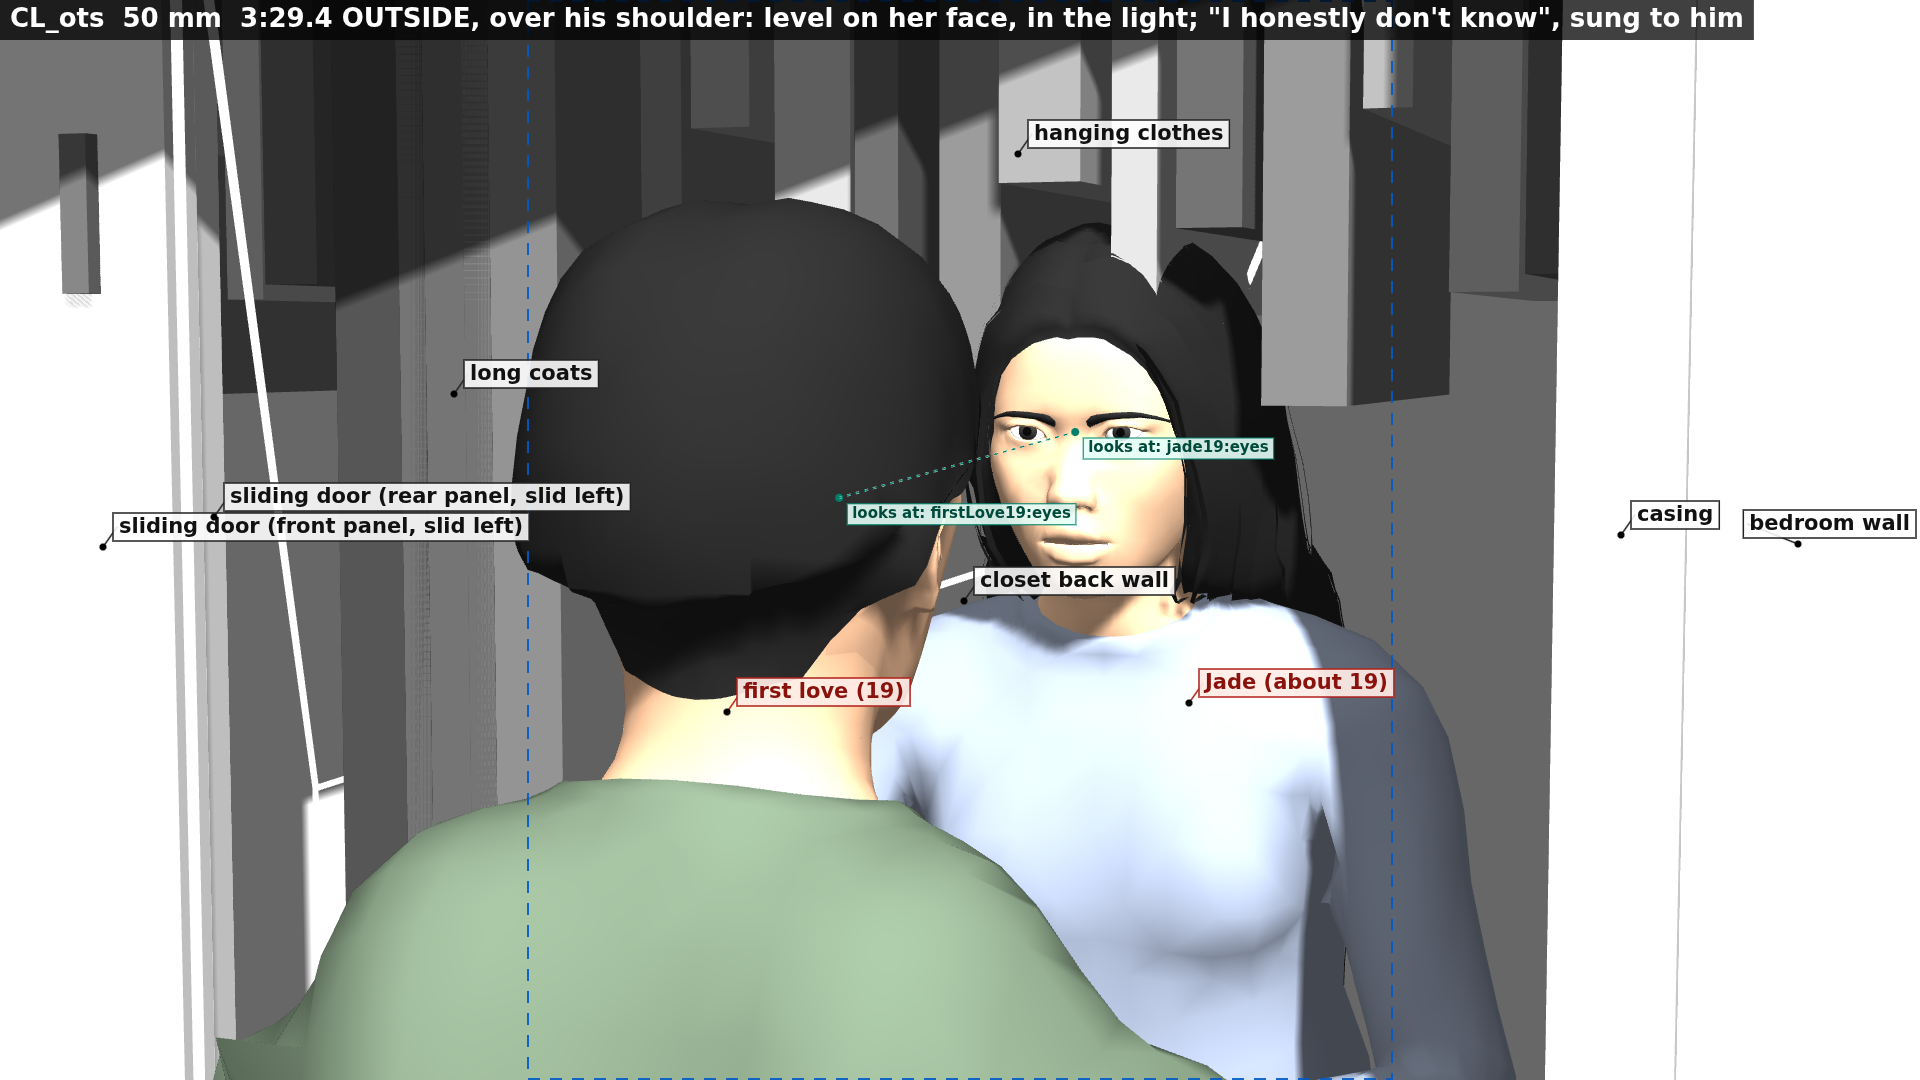 CL_ots 50 mm 3:29.4 OUTSIDE, over his shoulder: level on her face, in the light; "I honestly don't know", sung to him
hanging clothes
long coats
looks at: jade19:eyes
sliding door (rear panel, slid left)
looks at: firstLove19:eyes
casing
bedroom wall
sliding door (front panel, slid left)
closet back wall
first love (19)
Jade (about 19)